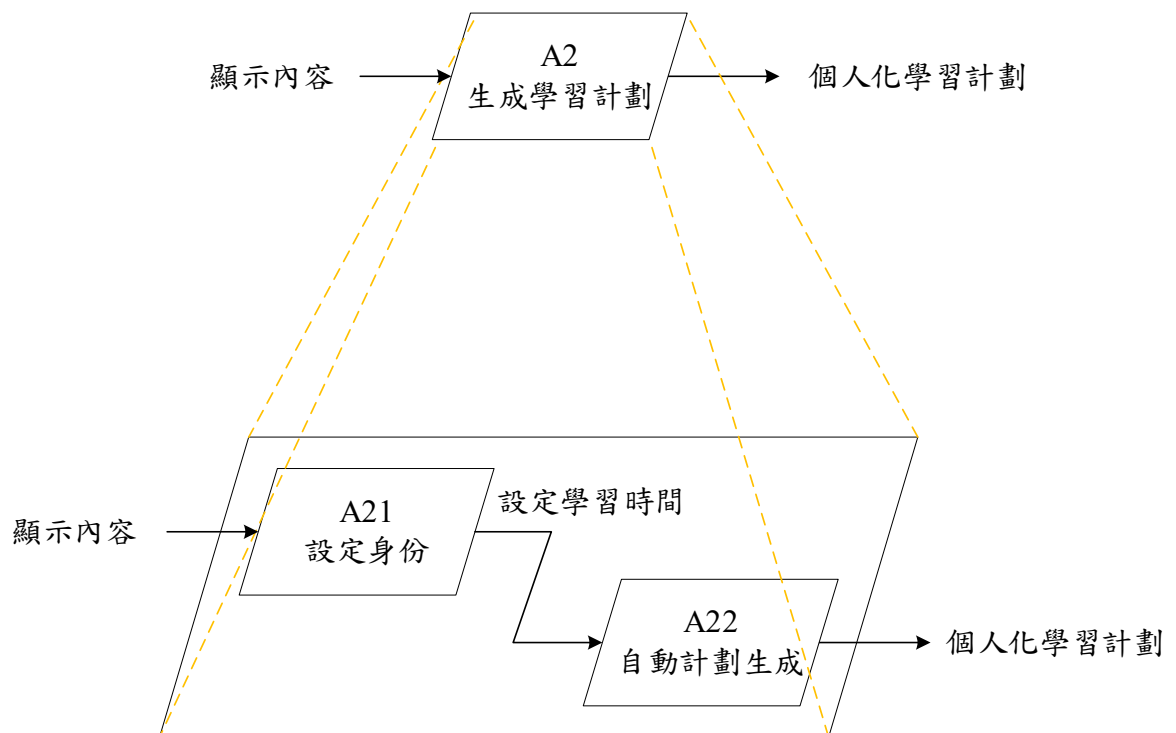 A2
生成學習計劃
顯示內容
個人化學習計劃
A21
設定身份
設定學習時間
顯示內容
A22
自動計劃生成
個人化學習計劃